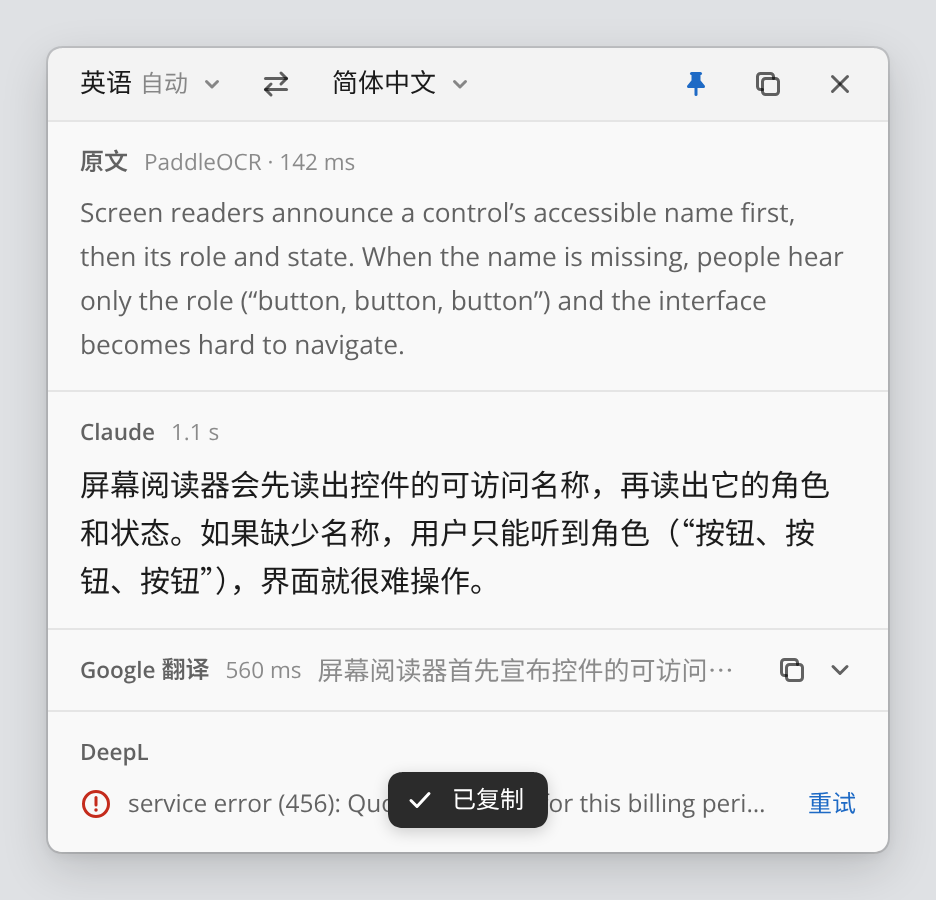 英语 自动 简体中文
原文 PaddleOCR · 142 ms
Screen readers announce a control’s accessible name first,
then its role and state. When the name is missing, people hear
only the role (“button, button, button”) and the interface
becomes hard to navigate.
Claude 1.1 s
屏幕阅读器会先读出控件的可访问名称，再读出它的角色
和状态。如果缺少名称，用户只能听到角色（“按钮、按
钮、按钮”），界面就很难操作。
Google 翻译 560 ms 屏幕阅读器首先宣布控件的可访问…
DeepL
service error (456): for this billing peri... 重试
已复制